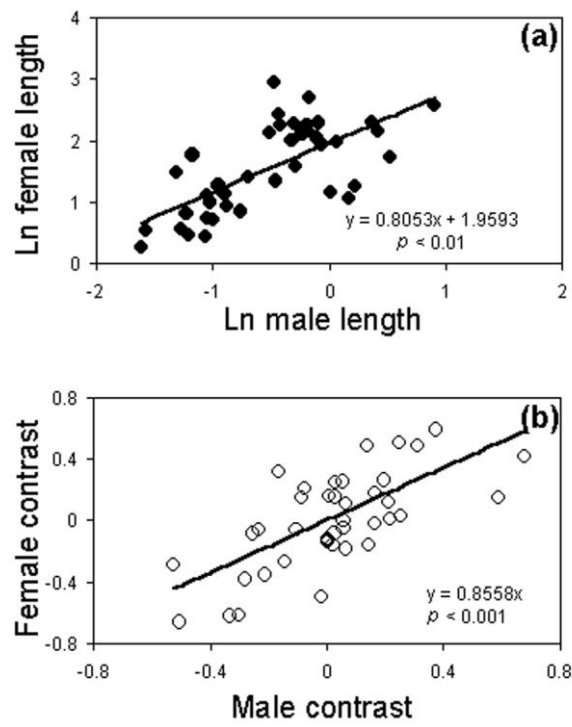 (a)
Ln female length
4
3
2
1
0
y = 0.8053x + 1.9593
p < 0.01
-2 -1 0 1 2
Ln male length
(b)
Female contrast
0.8
0.4
0
-0.4
-0.8
y = 0.8558x
p < 0.001
-0.8 -0.4 0 0.4 0.8
Male contrast